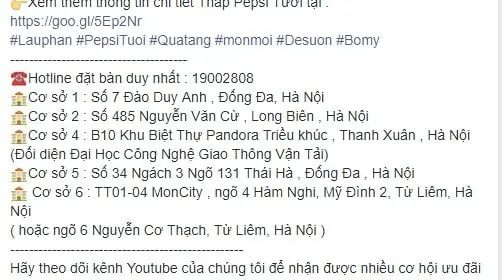 👉Xem thêm thông tin chi tiết Tháp Pepsi Tươi tại :
https://goo.gl/5Ep2Nr
#Lauphan #PepsiTuoi #Quatang #monmoi #Desuon #Bomy
--------------------------------------
☎Hotline đặt bàn duy nhất : 19002808
🏫Cơ sở 1 : Số 7 Đào Duy Anh , Đống Đa, Hà Nội
🏫Cơ sở 2 : Số 485 Nguyễn Văn Cừ , Long Biên , Hà Nội
🏫Cơ sở 4 : B10 Khu Biệt Thự Pandora Triều khúc , Thanh Xuân , Hà Nội
(Đối diện Đại Học Công Nghệ Giao Thông Vận Tải)
🏫Cơ sở 5 : Số 34 Ngách 3 Ngõ 131 Thái Hà , Đống Đa , Hà Nội
🏫 Cơ sở 6 : TT01-04 MonCity , ngõ 4 Hàm Nghi, Mỹ Đình 2, Từ Liêm, Hà
Nội
( hoặc ngõ 6 Nguyễn Cơ Thạch, Từ Liêm, Hà Nội )
--------------------------------------------------
Hãy theo dõi kênh Youtube của chúng tôi để nhận được nhiều cơ hội ưu đãi